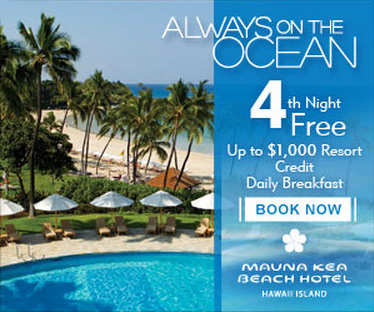 ALWAYS ON THE
OCEAN
4th Night
Free
Up to $1,000 Resort
Credit
Daily Breakfast
BOOK NOW
MAUNA KEA
BEACH HOTEL
HAWAII ISLAND